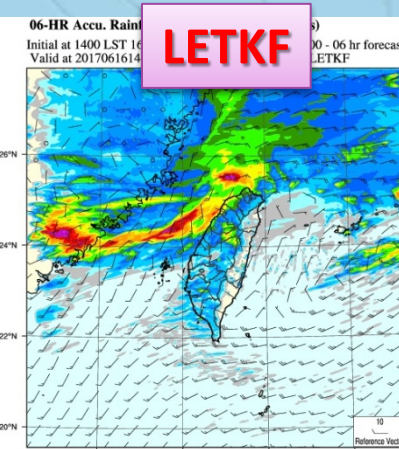 06-HR Accu. s)
LETKF
Initial at 1400 LST 16 00 - 06 hr forecas
Valid at 2017061614 LETKF
26°N
24°N
22°N
20°N
10
Reference Vect